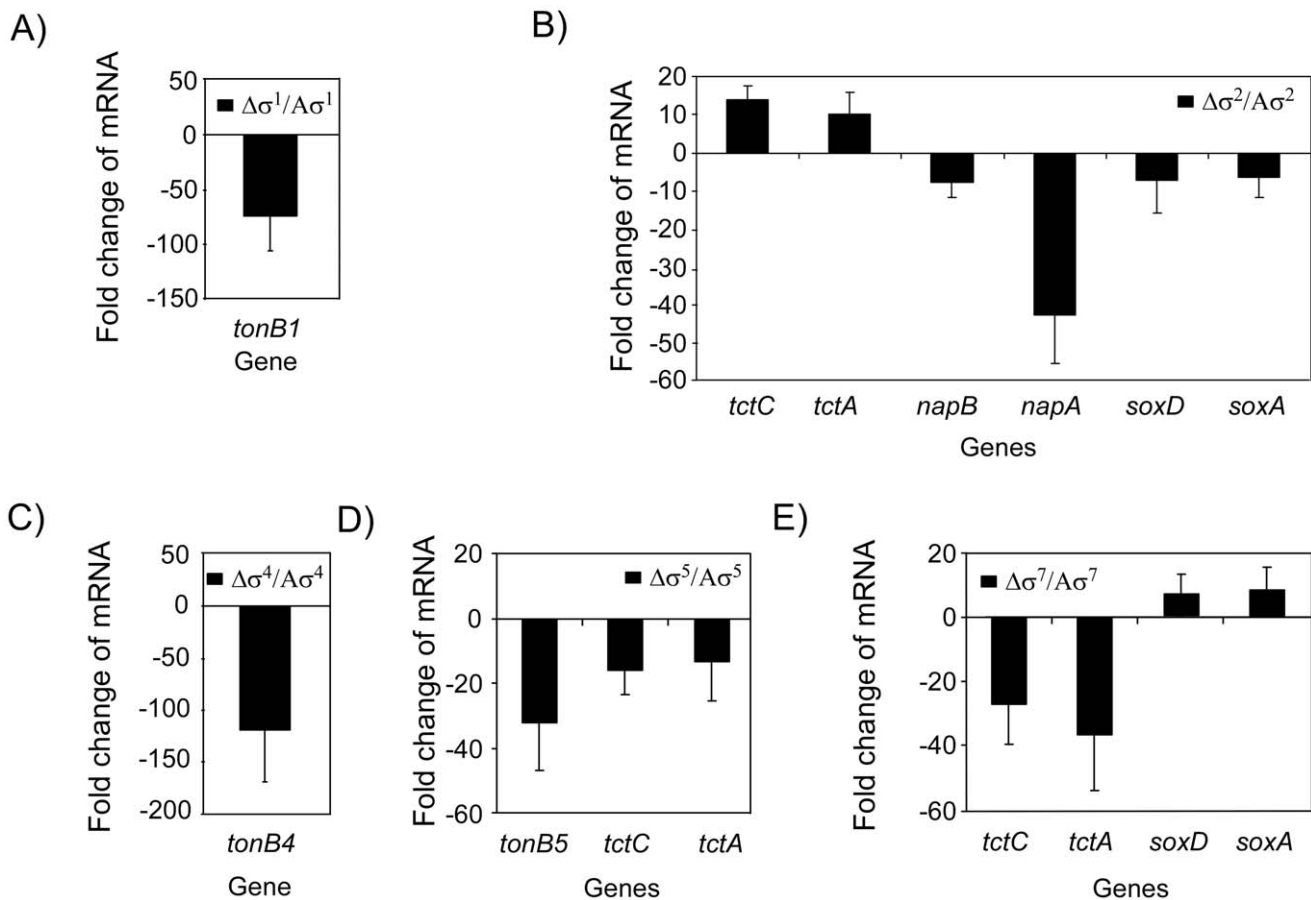 A)
Fold change of mRNA
50
0
-50
-100
-150
Δσ¹/Aσ¹
tonB1
Gene
B)
Fold change of mRNA
20
10
0
-10
-20
-30
-40
-50
-60
Δσ²/Aσ²
tctC tctA napB napA soxD soxA
Genes
C)
Fold change of mRNA
50
0
-50
-100
-150
-200
Δσ⁴/Aσ⁴
tonB4
Gene
D)
Fold change of mRNA
20
0
-20
-40
-60
Δσ⁵/Aσ⁵
tonB5 tctC tctA
Genes
E)
Fold change of mRNA
20
0
-20
-40
-60
Δσ⁷/Aσ⁷
tctC tctA soxD soxA
Genes